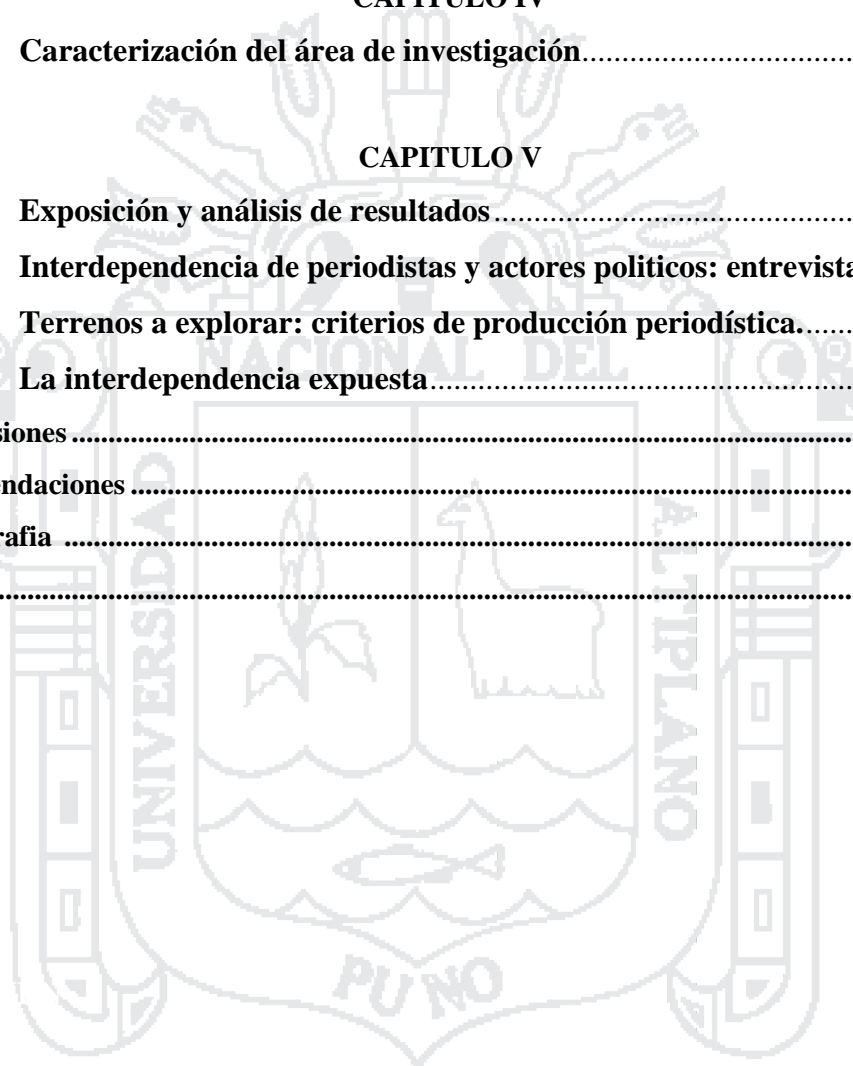 CAPITULO IV
Caracterización del área de investigación..............................
CAPITULO V
Exposición y análisis de resultados..............................
Interdependencia de periodistas y actores politicos: entrevista
Terrenos a explorar: criterios de producción periodística..............................
La interdependencia expuesta..............................
siones..............................
endaciones..............................
rafia ..............................
..............................
NACIONAL DEL
UNIVERSIDAD
ALTIPLANO
PUNO